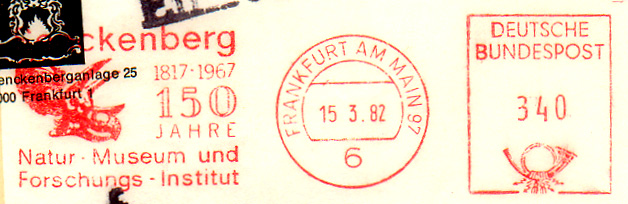 ckenberg
enckenberganlage 25
000 Frankfurt 1
1817-1967
150
JAHRE
Natur-Museum und
Forschungs-Institut
FRANKFURT AM MAIN 97
15 3.82
6
DEUTSCHE
BUNDESPOST
340